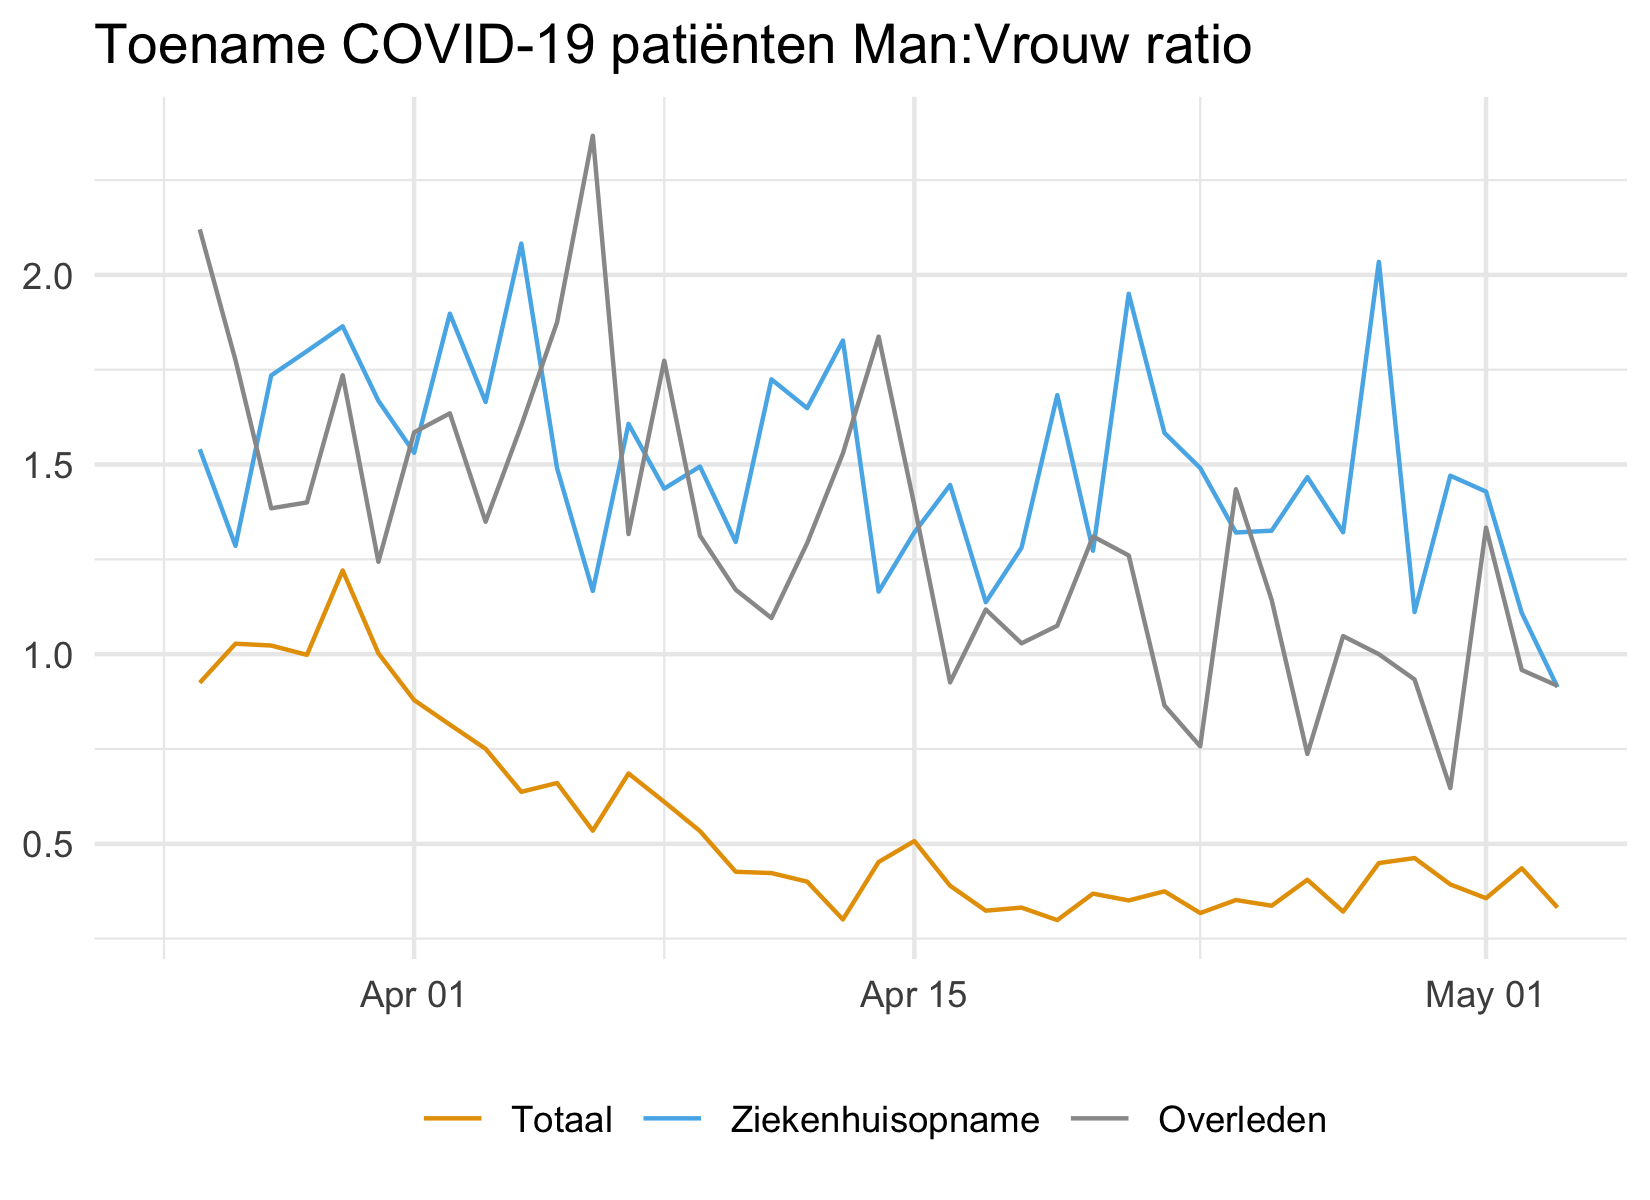 Toename COVID-19 patiënten Man:Vrouw ratio
2.0
1.5
1.0
0.5
Apr 01 Apr 15 May 01
Totaal Ziekenhuisopname Overleden